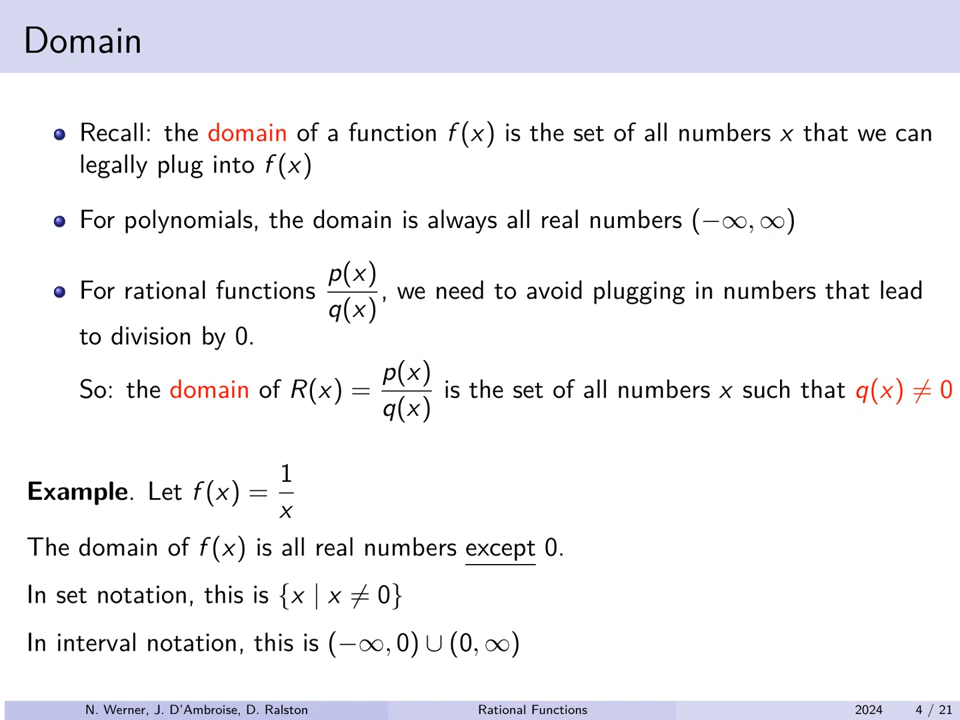 Domain
Recall: the domain of a function f(x) is the set of all numbers x that we can
legally plug into f(x)
For polynomials, the domain is always all real numbers (−∞, ∞)
For rational functions p(x)/q(x), we need to avoid plugging in numbers that lead
to division by 0.
So: the domain of R(x) = p(x)/q(x) is the set of all numbers x such that q(x) ≠ 0
Example. Let f(x) = 1/x
The domain of f(x) is all real numbers except 0.
In set notation, this is {x | x ≠ 0}
In interval notation, this is (−∞, 0) ∪ (0, ∞)
N. Werner, J. D'Ambroise, D. Ralston Rational Functions 2024 4 / 21